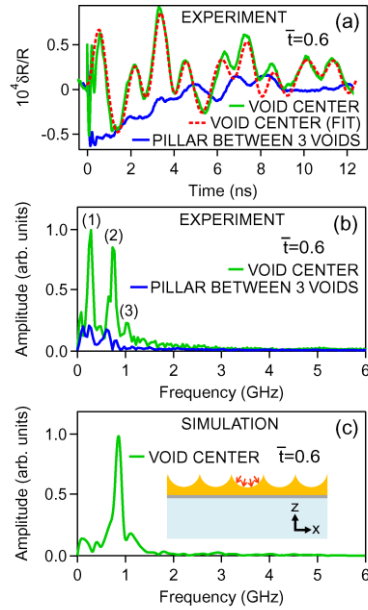 EXPERIMENT (a)
t̄=0.6
10⁴δR/R
0.5
0
-0.5
VOID CENTER
VOID CENTER (FIT)
PILLAR BETWEEN 3 VOIDS
0 2 4 6 8 10 12
Time (ns)
EXPERIMENT (b)
(1) (2) (3)
t̄=0.6
VOID CENTER
PILLAR BETWEEN 3 VOIDS
Amplitude (arb. units)
1.0
0.5
0.0
0 1 2 3 4 5 6
Frequency (GHz)
SIMULATION (c)
VOID CENTER t̄=0.6
z
x
Amplitude (arb. units)
1.0
0.5
0.0
0 1 2 3 4 5 6
Frequency (GHz)